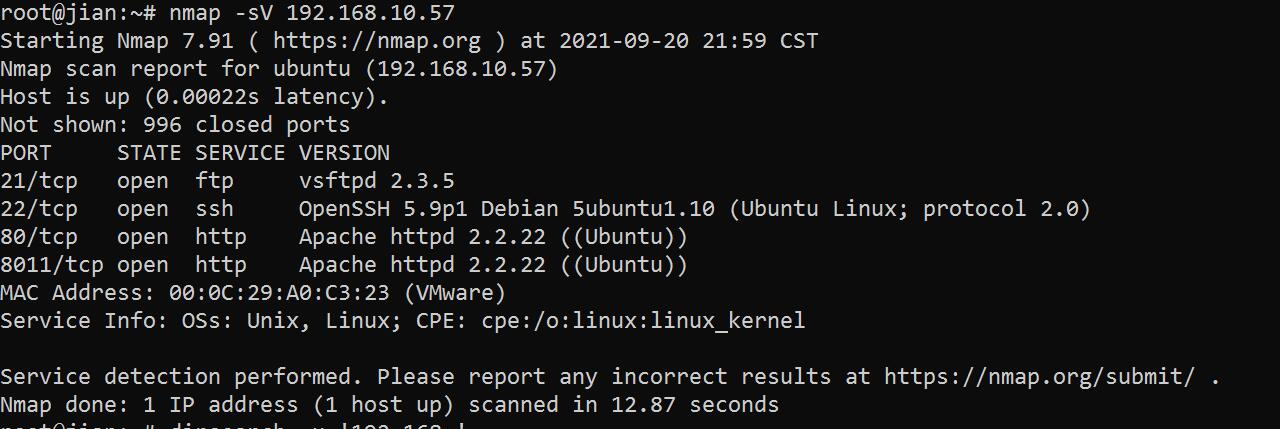 root@jian:~# nmap -sV 192.168.10.57
Starting Nmap 7.91 ( https://nmap.org ) at 2021-09-20 21:59 CST
Nmap scan report for ubuntu (192.168.10.57)
Host is up (0.00022s latency).
Not shown: 996 closed ports
PORT     STATE SERVICE VERSION
21/tcp   open  ftp     vsftpd 2.3.5
22/tcp   open  ssh     OpenSSH 5.9p1 Debian 5ubuntu1.10 (Ubuntu Linux; protocol 2.0)
80/tcp   open  http    Apache httpd 2.2.22 ((Ubuntu))
8011/tcp open  http    Apache httpd 2.2.22 ((Ubuntu))
MAC Address: 00:0C:29:A0:C3:23 (VMware)
Service Info: OSs: Unix, Linux; CPE: cpe:/o:linux:linux_kernel
Service detection performed. Please report any incorrect results at https://nmap.org/submit/ .
Nmap done: 1 IP address (1 host up) scanned in 12.87 seconds